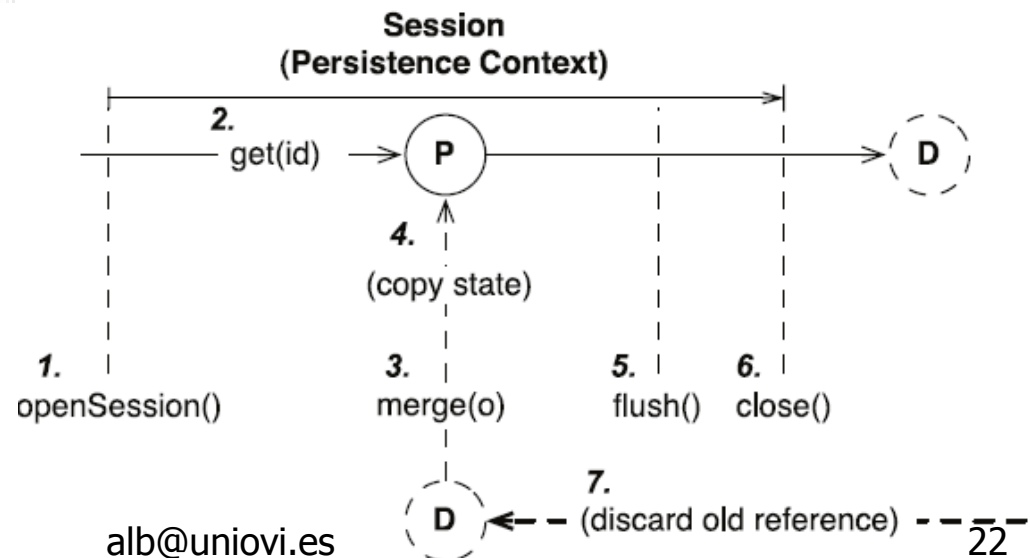 Session
(Persistence Context)
2.
get(id)
P
D
4.
(copy state)
1.
openSession()
3.
merge(o)
5.
flush()
6.
close()
7.
D
(discard old reference)
alb@uniovi.es
22